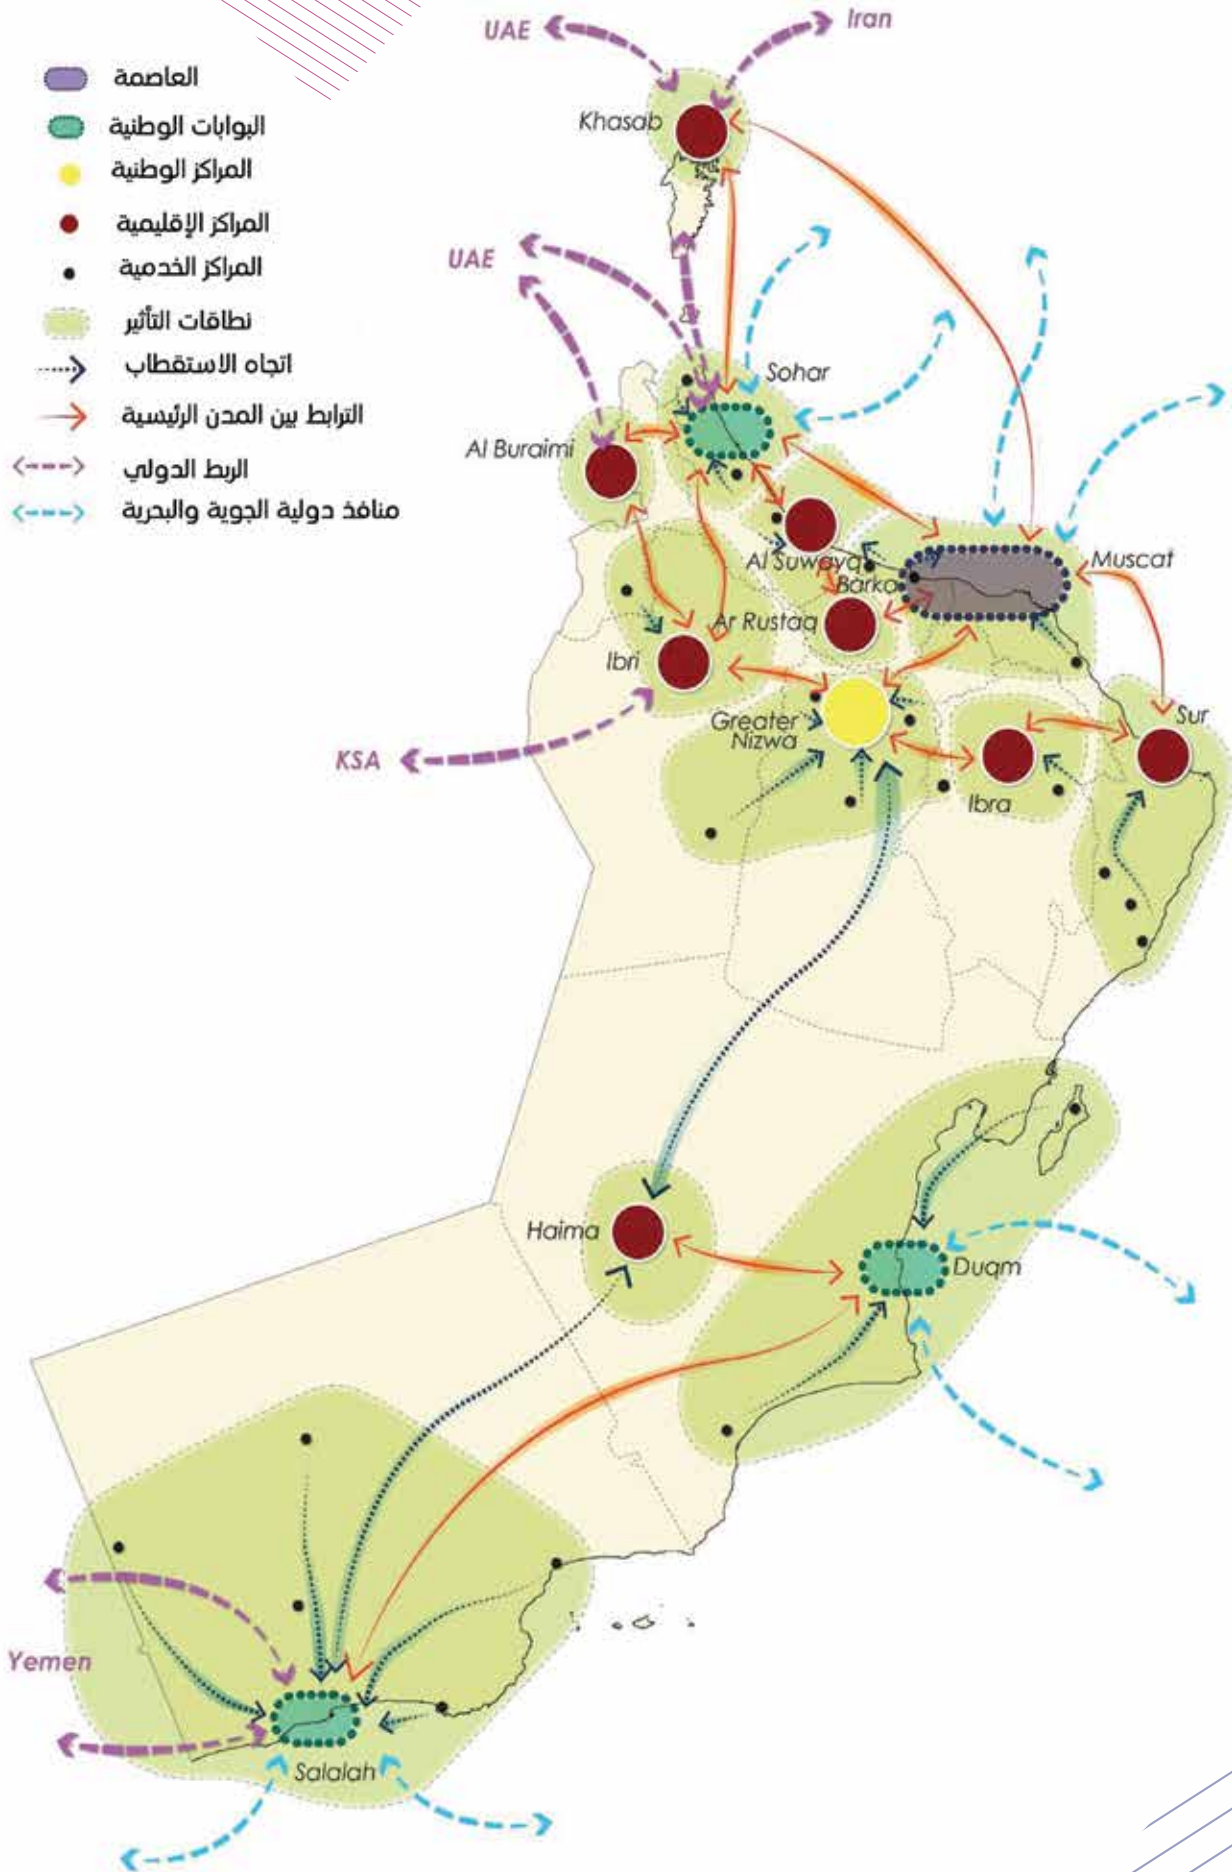 العاصمة
البوابات الوطنية
المراكز الوطنية
المراكز الإقليمية
المراكز الخدمية
نطاقات التأثير
اتجاه الاستقطاب
الترابط بين المدن الرئيسية
الربط الدولي
منافذ دولية الجوية والبحرية
UAE
Iran
Khasab
UAE
Sohar
Al Buraimi
Al Suwayq
Muscat
Barka
Ar Rustaq
Ibri
Greater
Nizwa
Sur
KSA
Ibra
Haima
Duqm
Yemen
Salalah